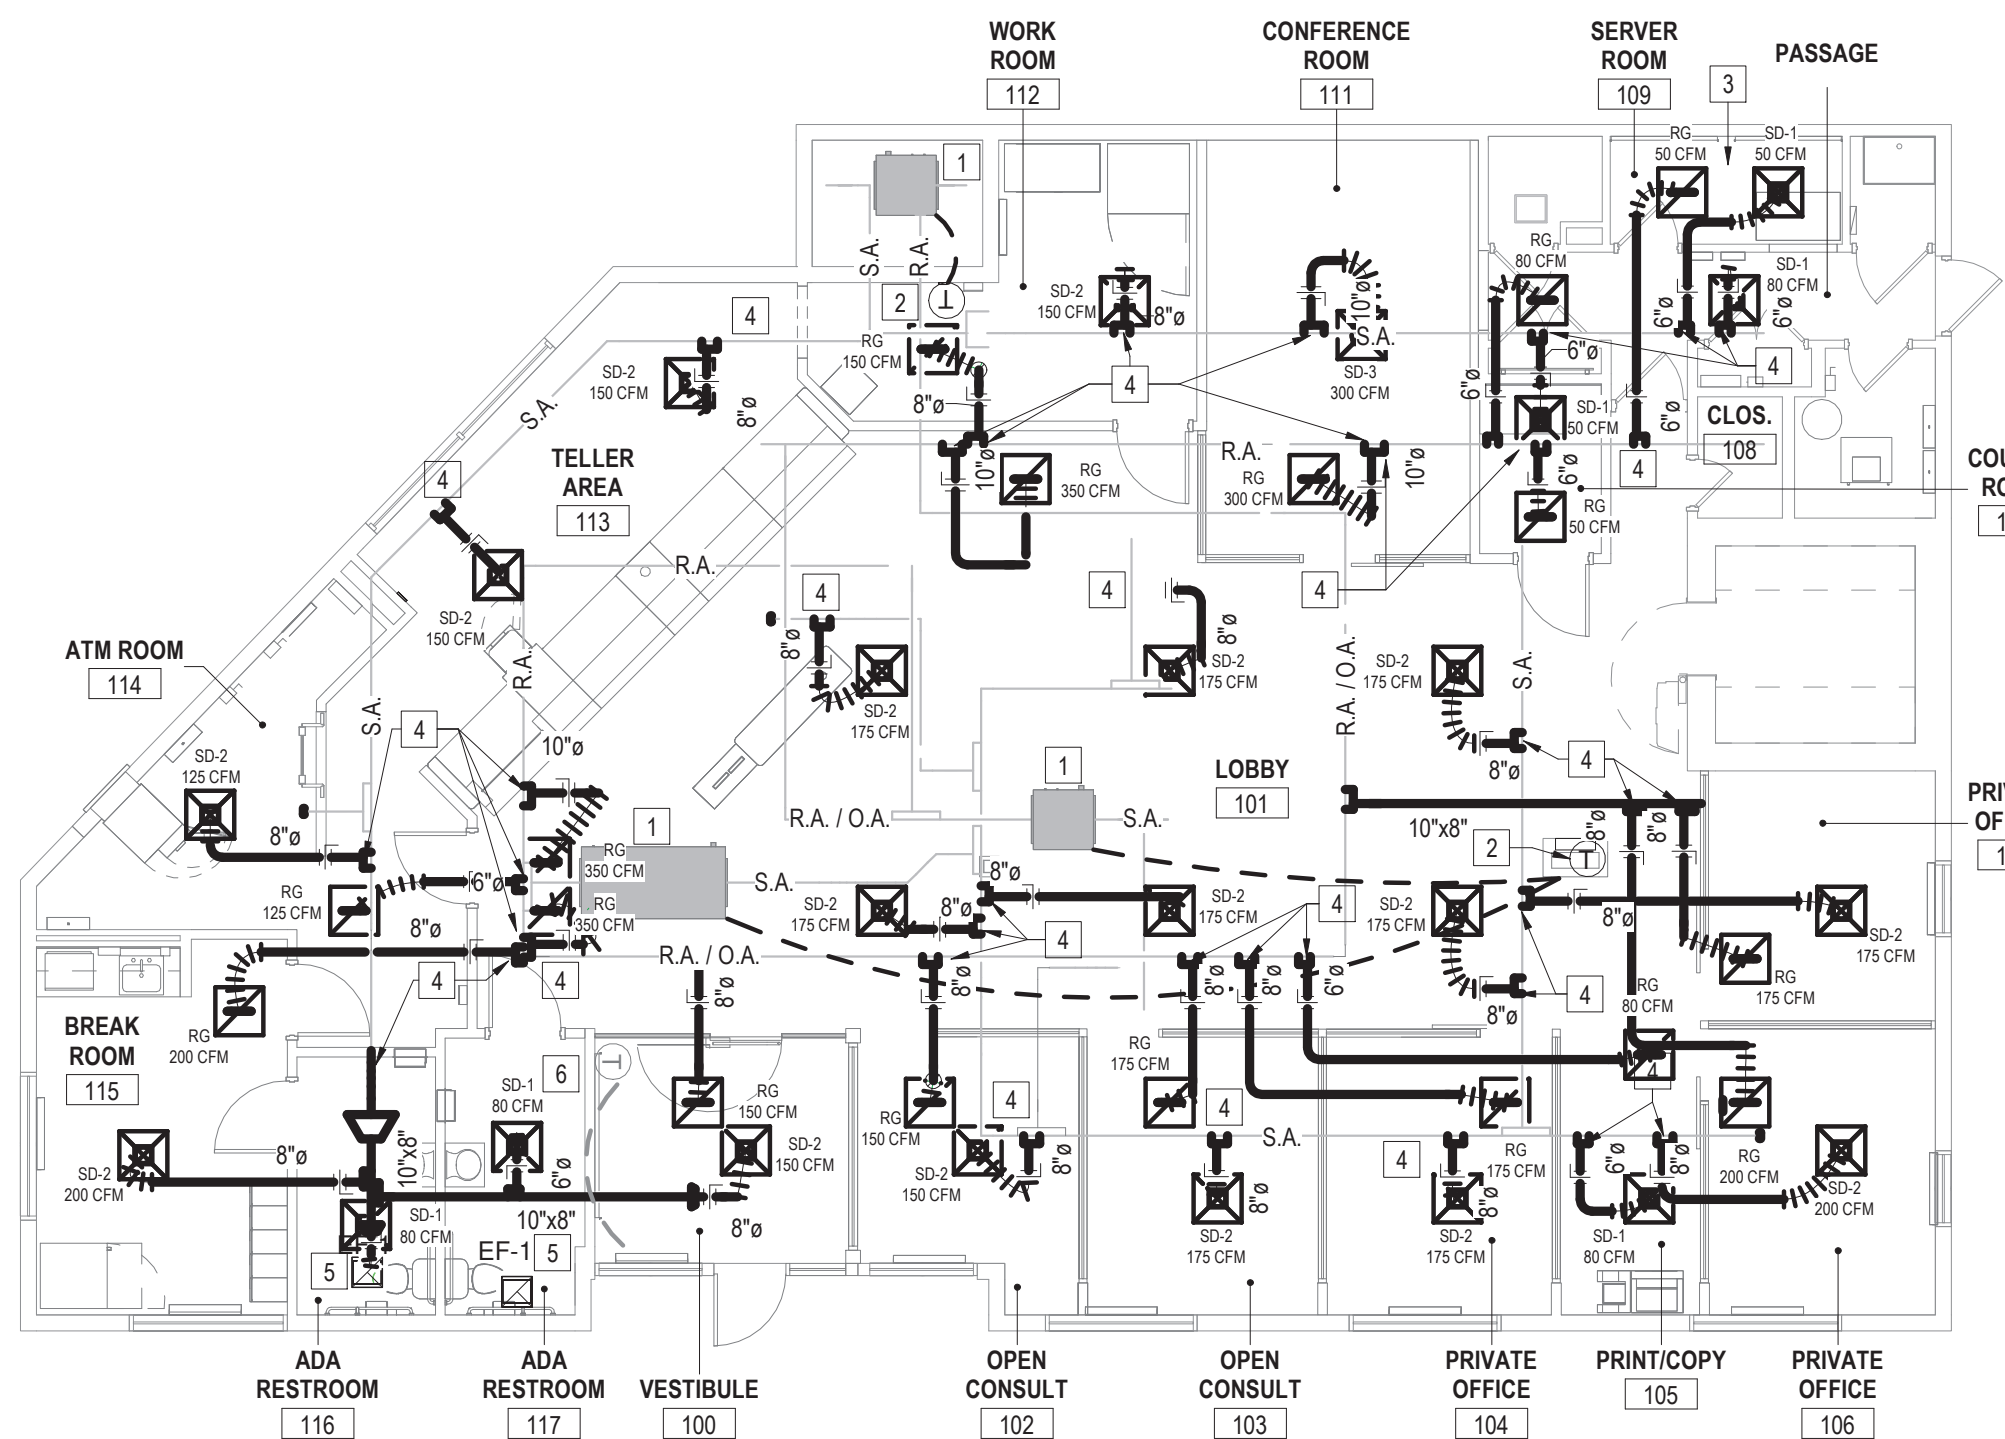 WORK
ROOM
112
CONFERENCE
ROOM
111
SERVER
ROOM
109
PASSAGE
3
RG
50 CFM
SD-1
50 CFM
1
S.A.
R.A.
2
RG
150 CFM
8"ø
SD-2
150 CFM
8"ø
4
10"ø
S.A.
SD-3
300 CFM
RG
80 CFM
6"ø
6"ø
SD-1
50 CFM
6"ø
SD-1
80 CFM
6"ø
4
6"ø
4
CLOS.
108
COU
RO
1
4
SD-2
150 CFM
8"ø
S.A.
TELLER
AREA
113
4
SD-2
150 CFM
R.A.
R.A.
10"ø
RG
350 CFM
R.A.
RG
300 CFM
10"ø
6"ø
RG
50 CFM
4
4
4
8"ø
SD-2
175 CFM
8"ø
SD-2
175 CFM
R.A. / O.A.
SD-2
175 CFM
S.A.
8"ø
4
ATM ROOM
114
SD-2
125 CFM
8"ø
S.A.
4
10"ø
1
RG
350 CFM
RG
350 CFM
S.A.
R.A. / O.A.
1
S.A.
LOBBY
101
10"x8"
2
8"ø
8"ø
PRI
OF
1
RG
125 CFM
6"ø
8"ø
SD-2
175 CFM
8"ø
8"ø
4
SD-2
175 CFM
4
SD-2
175 CFM
8"ø
SD-2
175 CFM
RG
175 CFM
4
4
R.A. / O.A.
8"ø
8"ø
8"ø
8"ø
6"ø
8"ø
4
RG
80 CFM
4
RG
200 CFM
BREAK
ROOM
115
SD-2
200 CFM
8"ø
10"x8"
SD-1
80 CFM
6
6"ø
10"x8"
SD-1
80 CFM
EF-1
5
5
RG
150 CFM
SD-2
150 CFM
8"ø
RG
150 CFM
SD-2
150 CFM
4
8"ø
RG
175 CFM
4
SD-2
175 CFM
8"ø
S.A.
4
RG
175 CFM
SD-2
175 CFM
8"ø
6"ø
8"ø
SD-1
80 CFM
RG
200 CFM
SD-2
200 CFM
ADA
RESTROOM
116
ADA
RESTROOM
117
VESTIBULE
100
OPEN
CONSULT
102
OPEN
CONSULT
103
PRIVATE
OFFICE
104
PRINT/COPY
105
PRIVATE
OFFICE
106